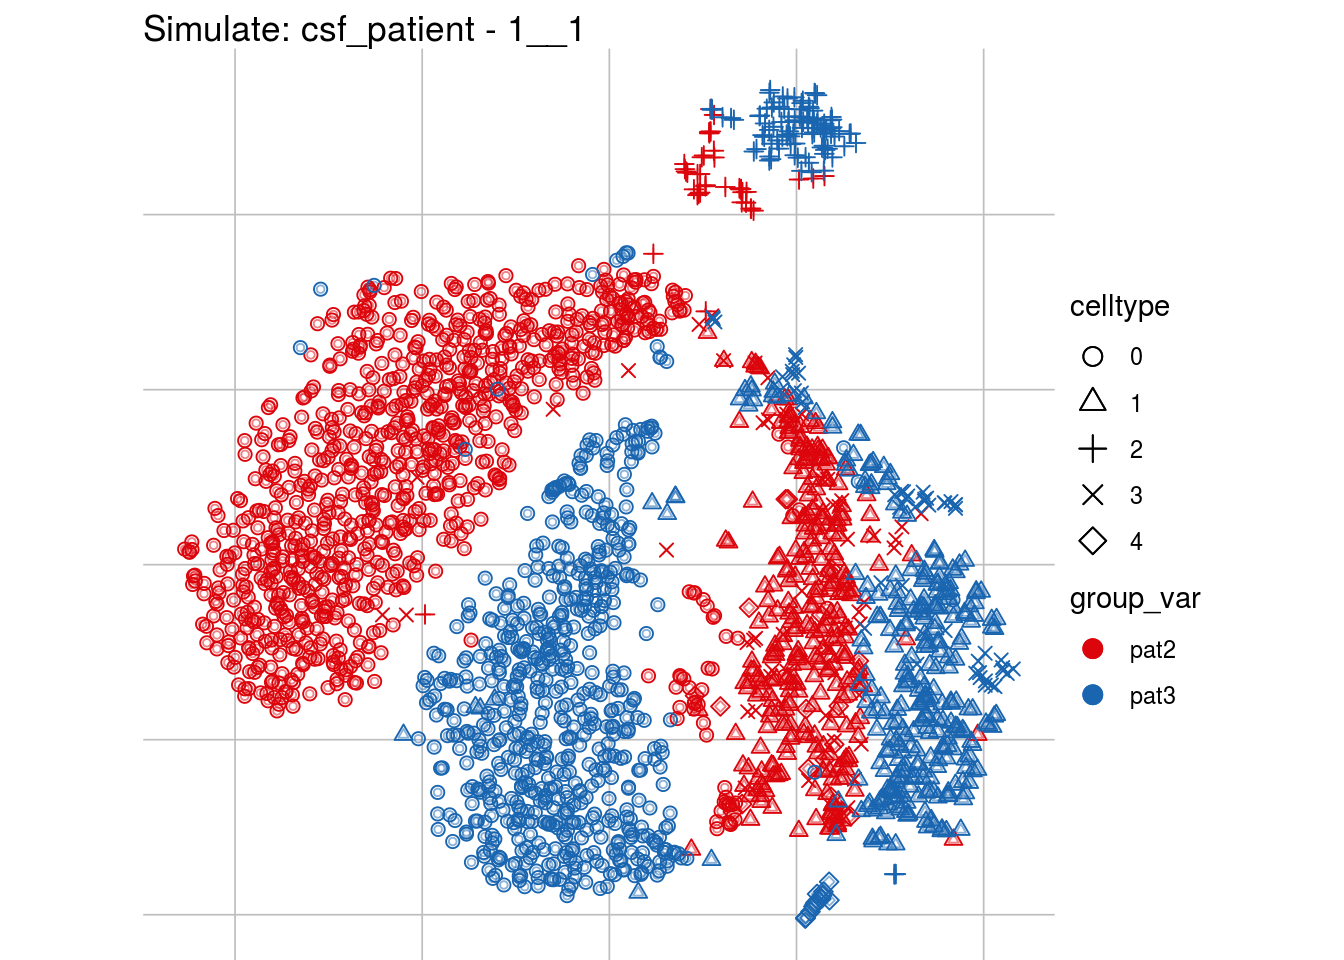 Simulate: csf_patient - 1__1
celltype
0
1
2
3
4
group_var
pat2
pat3